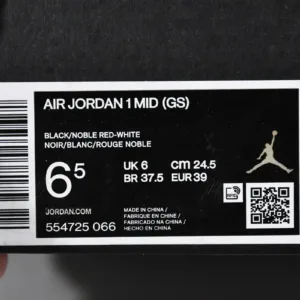 AIR JORDAN 1 MID (GS)
BLACK/NOBLE RED-WHITE
NOIR/BLANC/ROUGE NOBLE
6.5
UK 6 cm 24.5
BR 37.5 EUR 39
JORDAN.COM
554725 066
MADE IN CHINA /
FABRIQUE EN CHINE /
FABRICADO NA CHINA /
HECHO EN CHINA